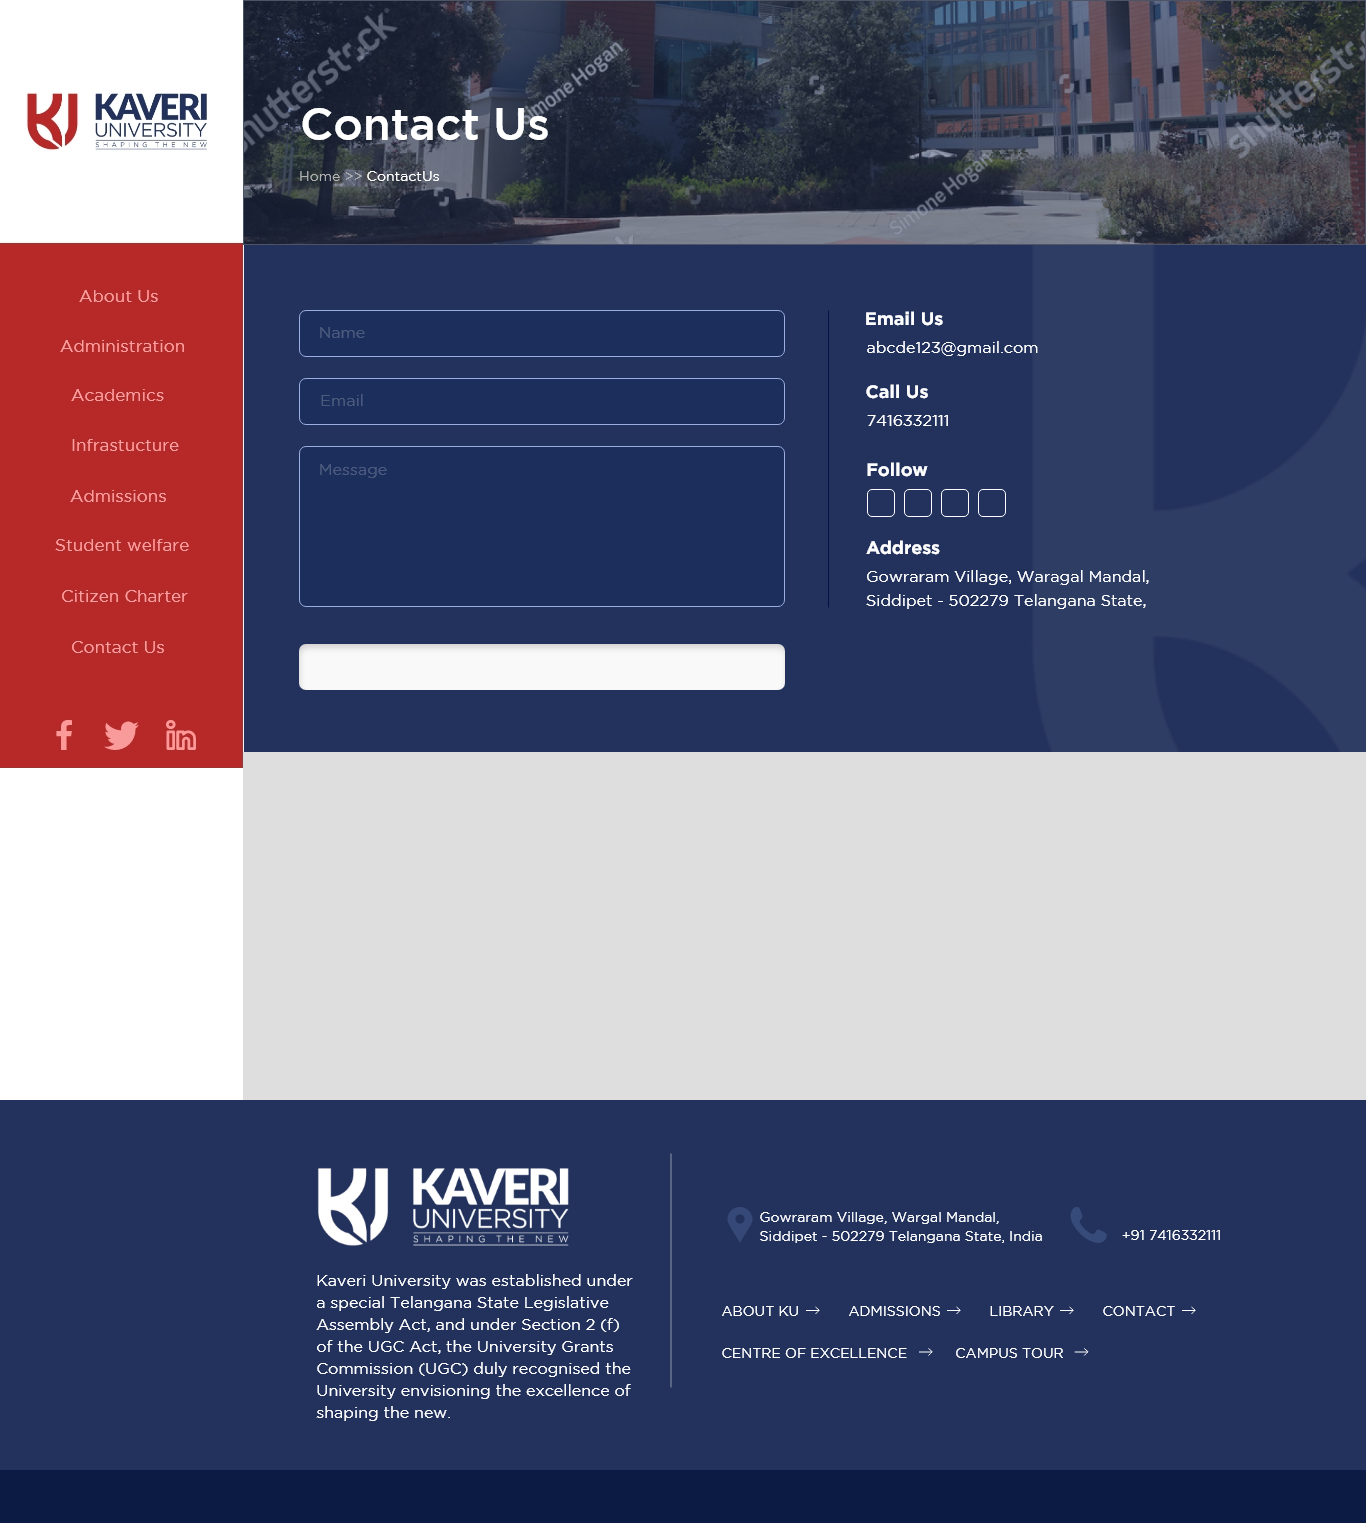 KAVERI
UNIVERSITY
SHAPING THE NEW
shutterstock
Simone Hogan
shutterstock
Simone Hogan
Contact Us
Home >> ContactUs
About Us
Administration
Academics
Infrastucture
Admissions
Student welfare
Citizen Charter
Contact Us
Name
Email
Message
Email Us
abcde123@gmail.com
Call Us
7416332111
Follow
Address
Gowraram Village, Waragal Mandal,
Siddipet - 502279 Telangana State,
KAVERI
UNIVERSITY
SHAPING THE NEW
Kaveri University was established under
a special Telangana State Legislative
Assembly Act, and under Section 2 (f)
of the UGC Act, the University Grants
Commission (UGC) duly recognised the
University envisioning the excellence of
shaping the new.
Gowraram Village, Wargal Mandal,
Siddipet - 502279 Telangana State, India
+91 7416332111
ABOUT KU → ADMISSIONS → LIBRARY → CONTACT →
CENTRE OF EXCELLENCE → CAMPUS TOUR →